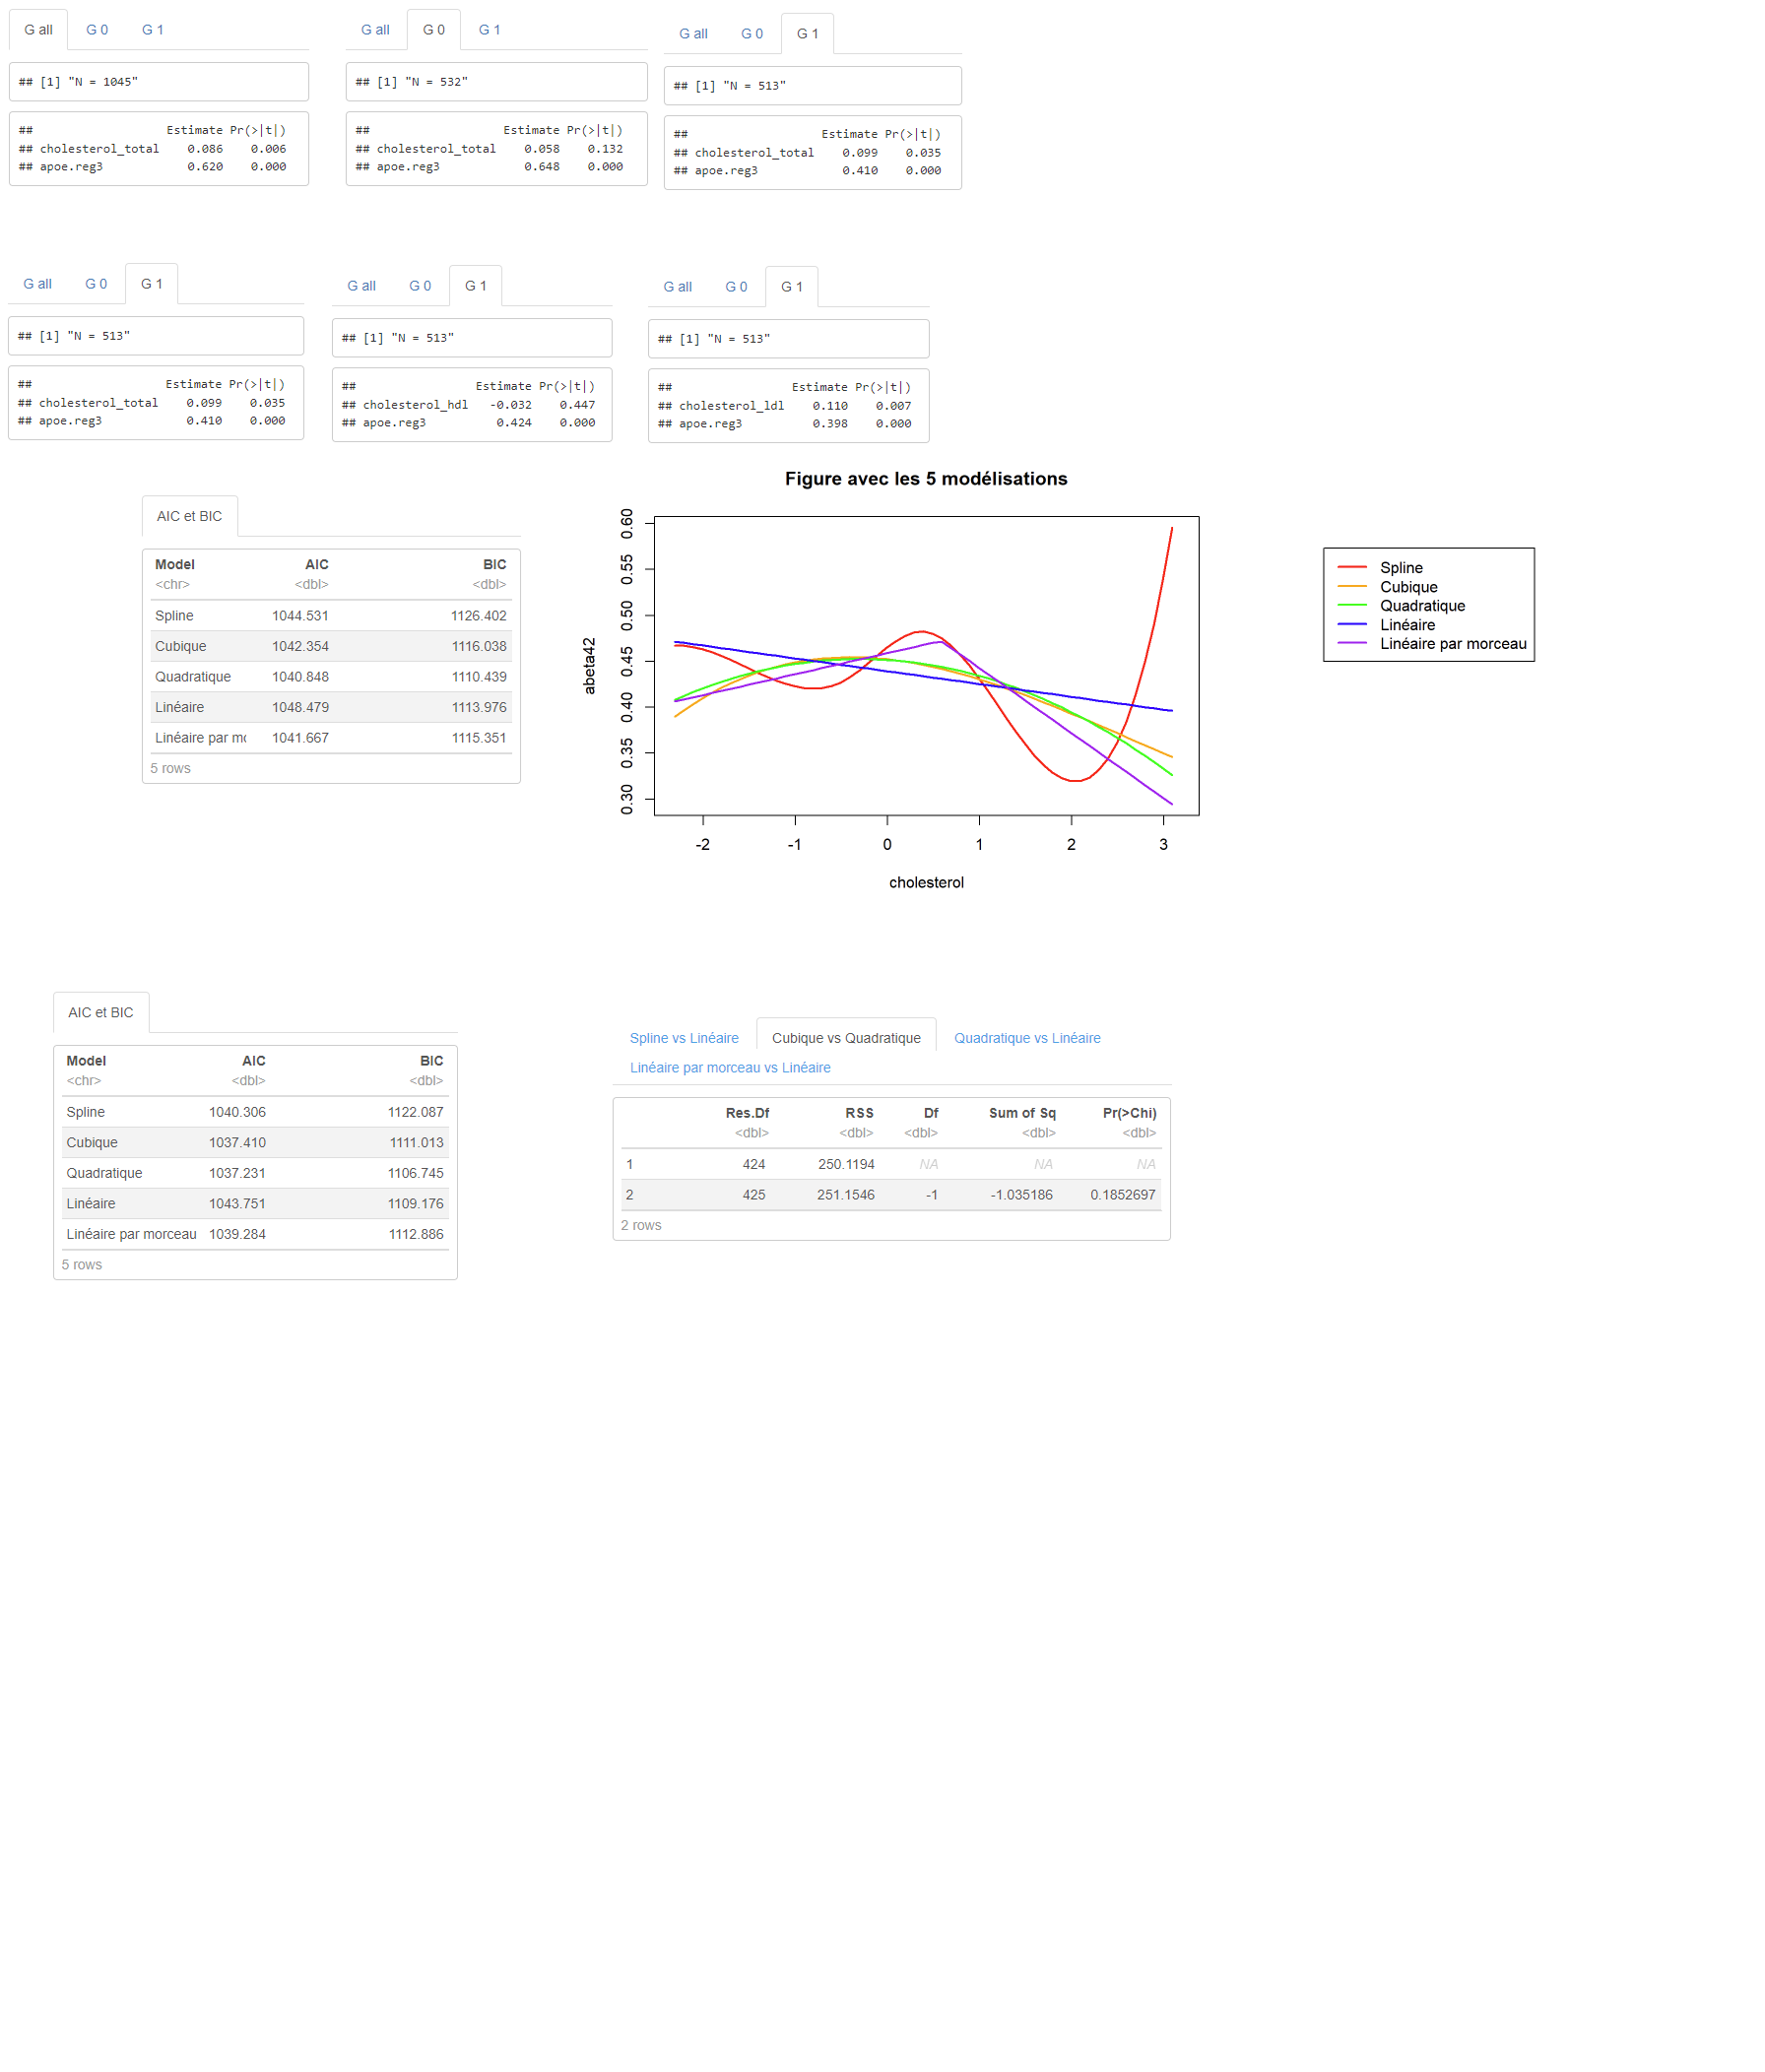 G all G 0 G 1
## [1] "N = 1045"
## Estimate Pr(>|t|)
## cholesterol_total 0.086 0.006
## apoe.reg3 0.620 0.000
G all G 0 G 1
## [1] "N = 532"
## Estimate Pr(>|t|)
## cholesterol_total 0.058 0.132
## apoe.reg3 0.648 0.000
G all G 0 G 1
## [1] "N = 513"
## Estimate Pr(>|t|)
## cholesterol_total 0.099 0.035
## apoe.reg3 0.410 0.000
G all G 0 G 1
## [1] "N = 513"
## Estimate Pr(>|t|)
## cholesterol_total 0.099 0.035
## apoe.reg3 0.410 0.000
G all G 0 G 1
## [1] "N = 513"
## Estimate Pr(>|t|)
## cholesterol_hdl -0.032 0.447
## apoe.reg3 0.424 0.000
G all G 0 G 1
## [1] "N = 513"
## Estimate Pr(>|t|)
## cholesterol_ldl 0.110 0.007
## apoe.reg3 0.398 0.000
AIC et BIC
Model AIC BIC
<chr> <dbl> <dbl>
Spline 1044.531 1126.402
Cubique 1042.354 1116.038
Quadratique 1040.848 1110.439
Linéaire 1048.479 1113.976
Linéaire par mc 1041.667 1115.351
5 rows
Figure avec les 5 modélisations
abeta42
0.60
0.55
0.50
0.45
0.40
0.35
0.30
-2 -1 0 1 2 3
cholesterol
Spline
Cubique
Quadratique
Linéaire
Linéaire par morceau
AIC et BIC
Model AIC BIC
<chr> <dbl> <dbl>
Spline 1040.306 1122.087
Cubique 1037.410 1111.013
Quadratique 1037.231 1106.745
Linéaire 1043.751 1109.176
Linéaire par morceau 1039.284 1112.886
5 rows
Spline vs Linéaire Cubique vs Quadratique Quadratique vs Linéaire
Linéaire par morceau vs Linéaire
Res.Df RSS Df Sum of Sq Pr(>Chi)
<dbl> <dbl> <dbl> <dbl> <dbl>
1 424 250.1194 NA NA NA
2 425 251.1546 -1 -1.035186 0.1852697
2 rows